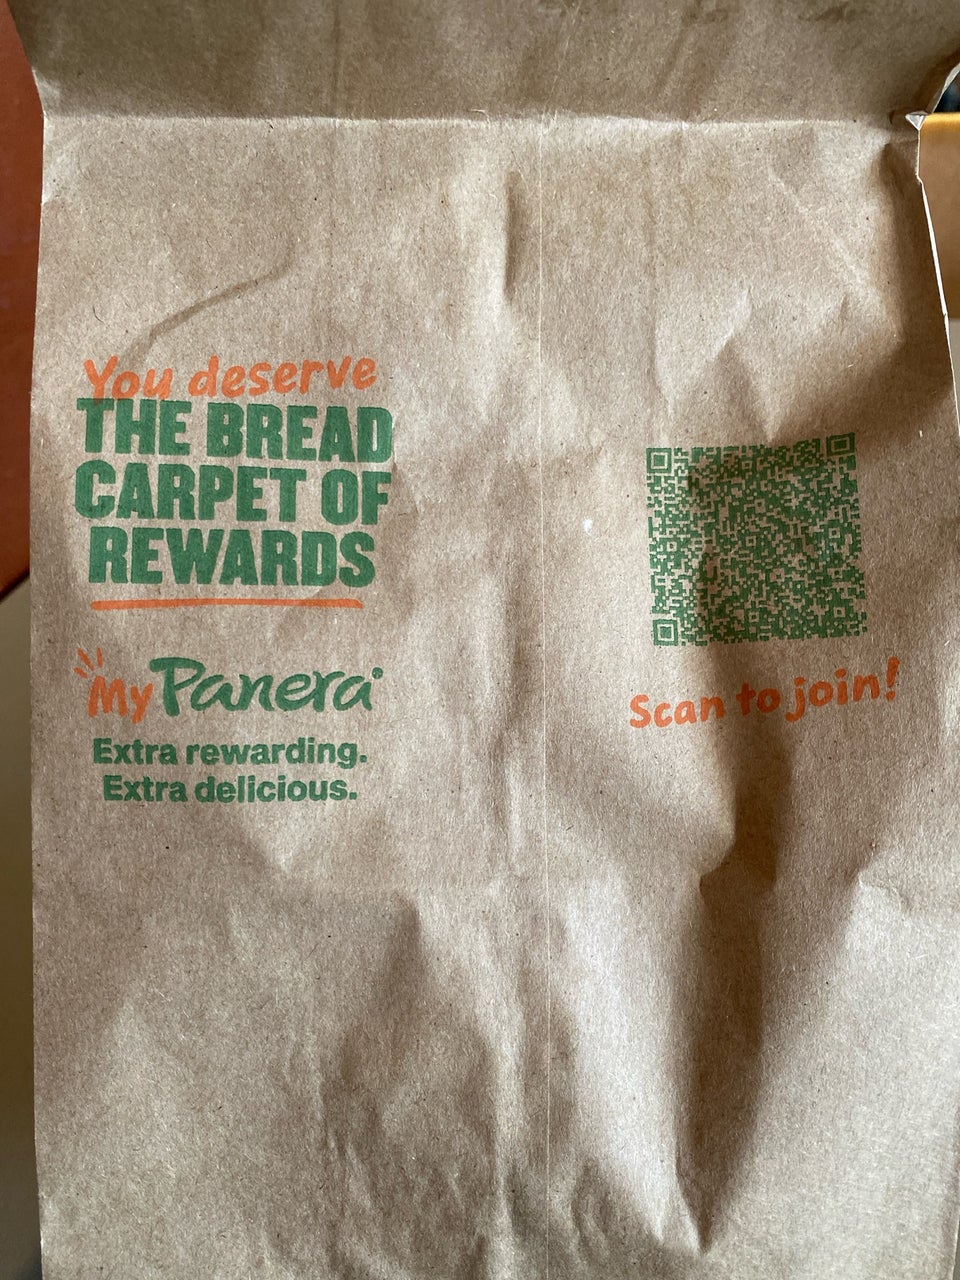 You deserve
THE BREAD
CARPET OF
REWARDS
MyPanera®
Extra rewarding.
Extra delicious.
Scan to join!